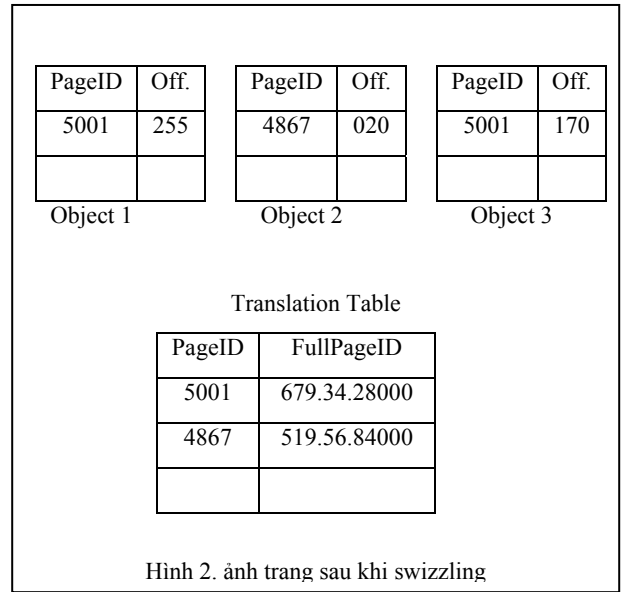 PageID Off. PageID Off. PageID Off.
5001 255 4867 020 5001 170
Object 1 Object 2 Object 3
Translation Table
PageID FullPageID
5001 679.34.28000
4867 519.56.84000
Hình 2. ảnh trang sau khi swizzling